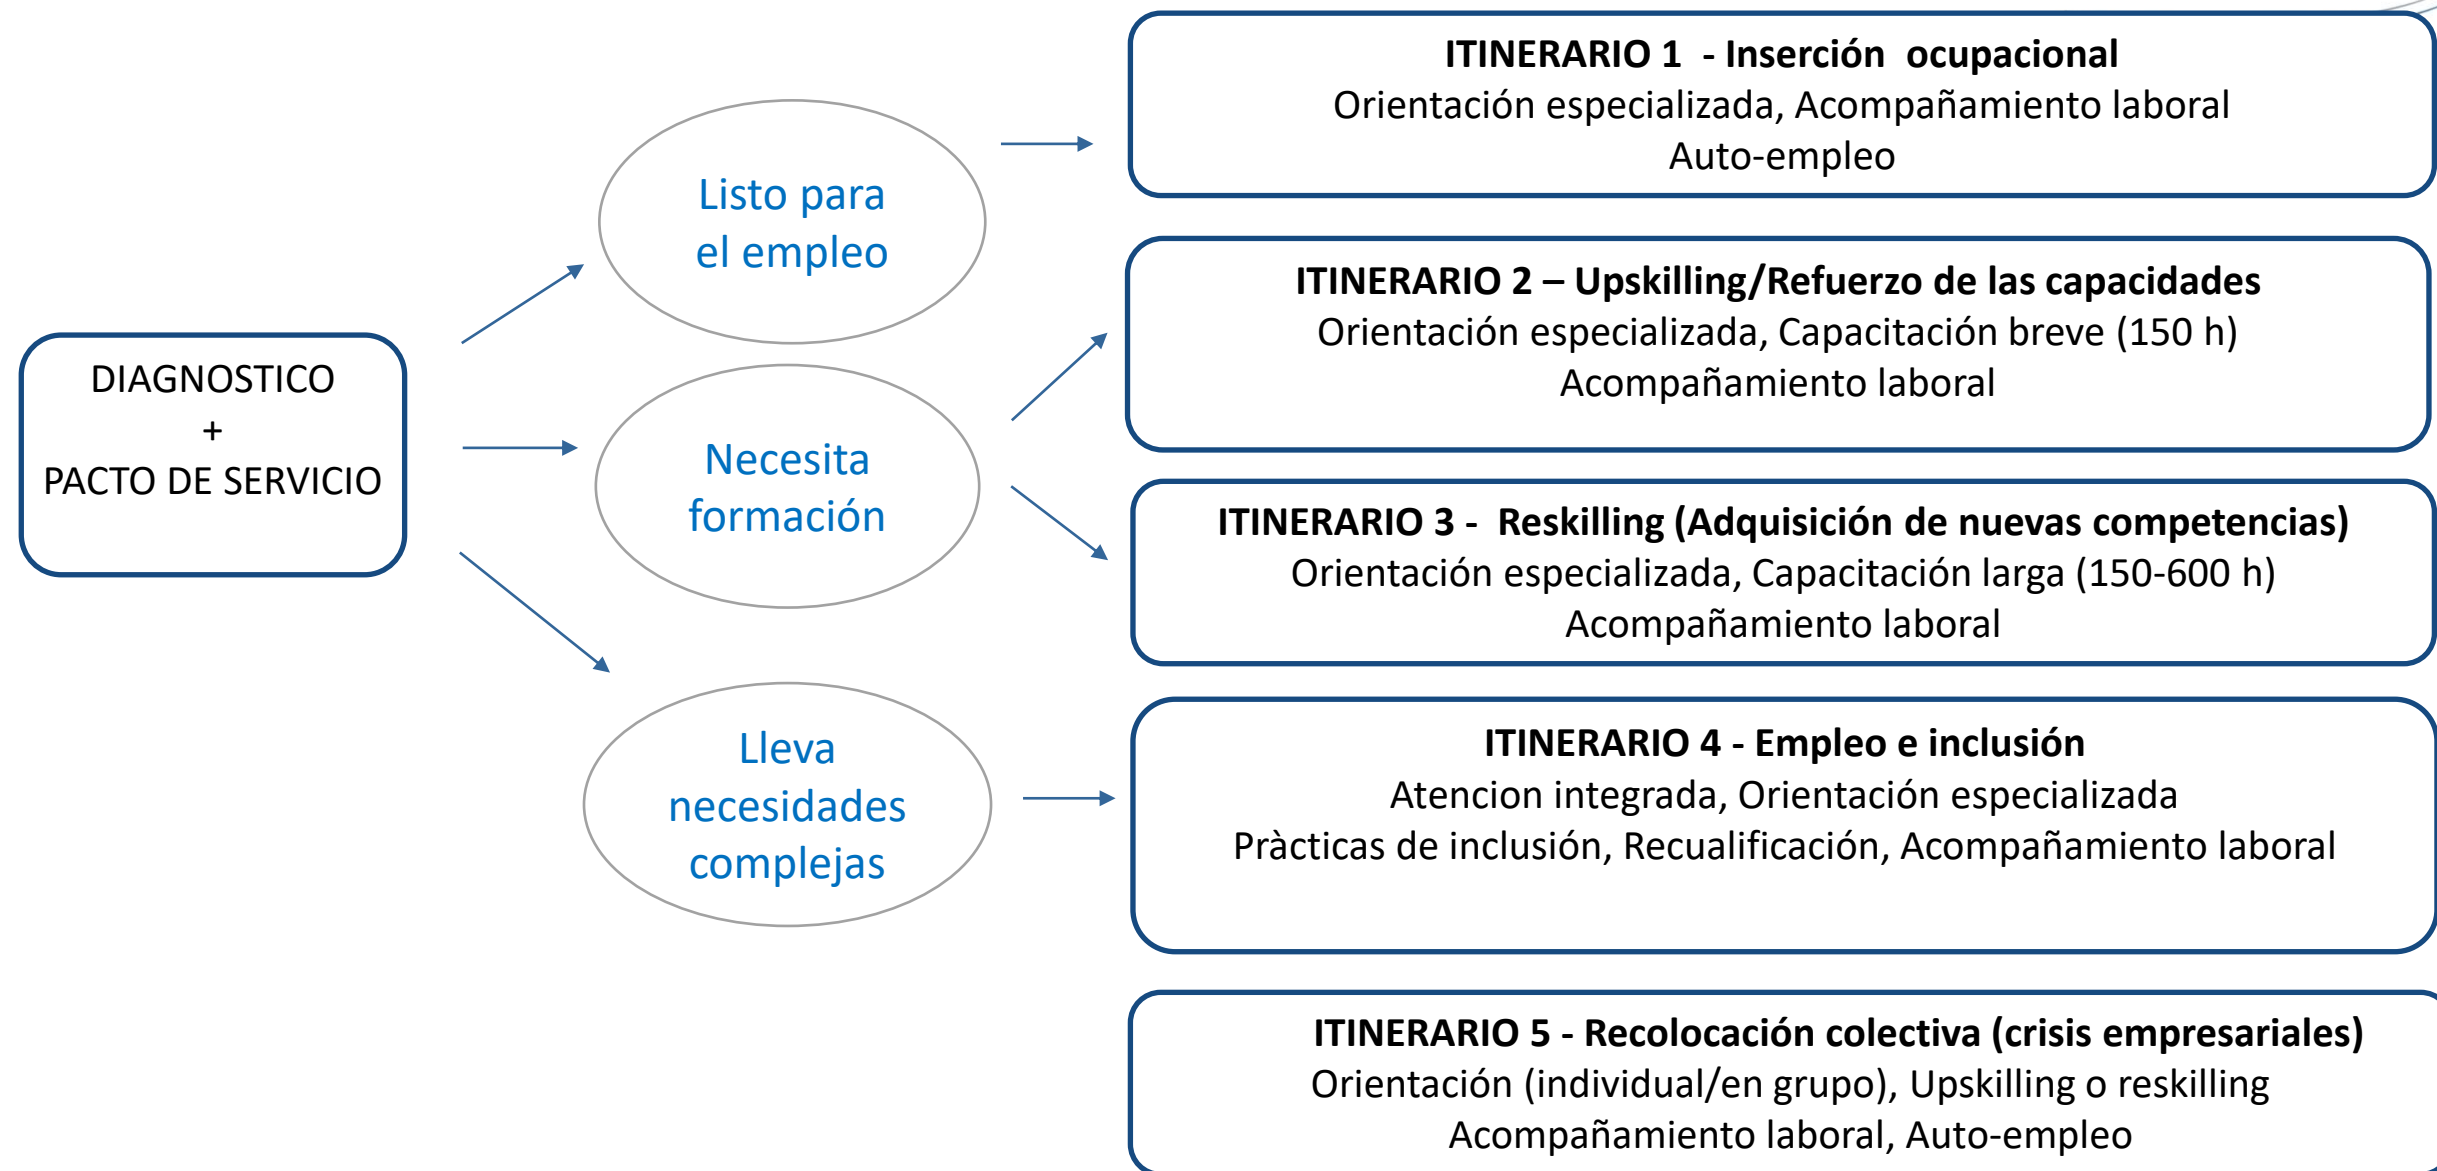 DIAGNOSTICO
+
PACTO DE SERVICIO
Listo para
el empleo
Necesita
formación
Lleva
necesidades
complejas
ITINERARIO 1 - Inserción ocupacional
Orientación especializada, Acompañamiento laboral
Auto-empleo
ITINERARIO 2 – Upskilling/Refuerzo de las capacidades
Orientación especializada, Capacitación breve (150 h)
Acompañamiento laboral
ITINERARIO 3 - Reskilling (Adquisición de nuevas competencias)
Orientación especializada, Capacitación larga (150-600 h)
Acompañamiento laboral
ITINERARIO 4 - Empleo e inclusión
Atencion integrada, Orientación especializada
Pràcticas de inclusión, Recualificación, Acompañamiento laboral
ITINERARIO 5 - Recolocación colectiva (crisis empresariales)
Orientación (individual/en grupo), Upskilling o reskilling
Acompañamiento laboral, Auto-empleo